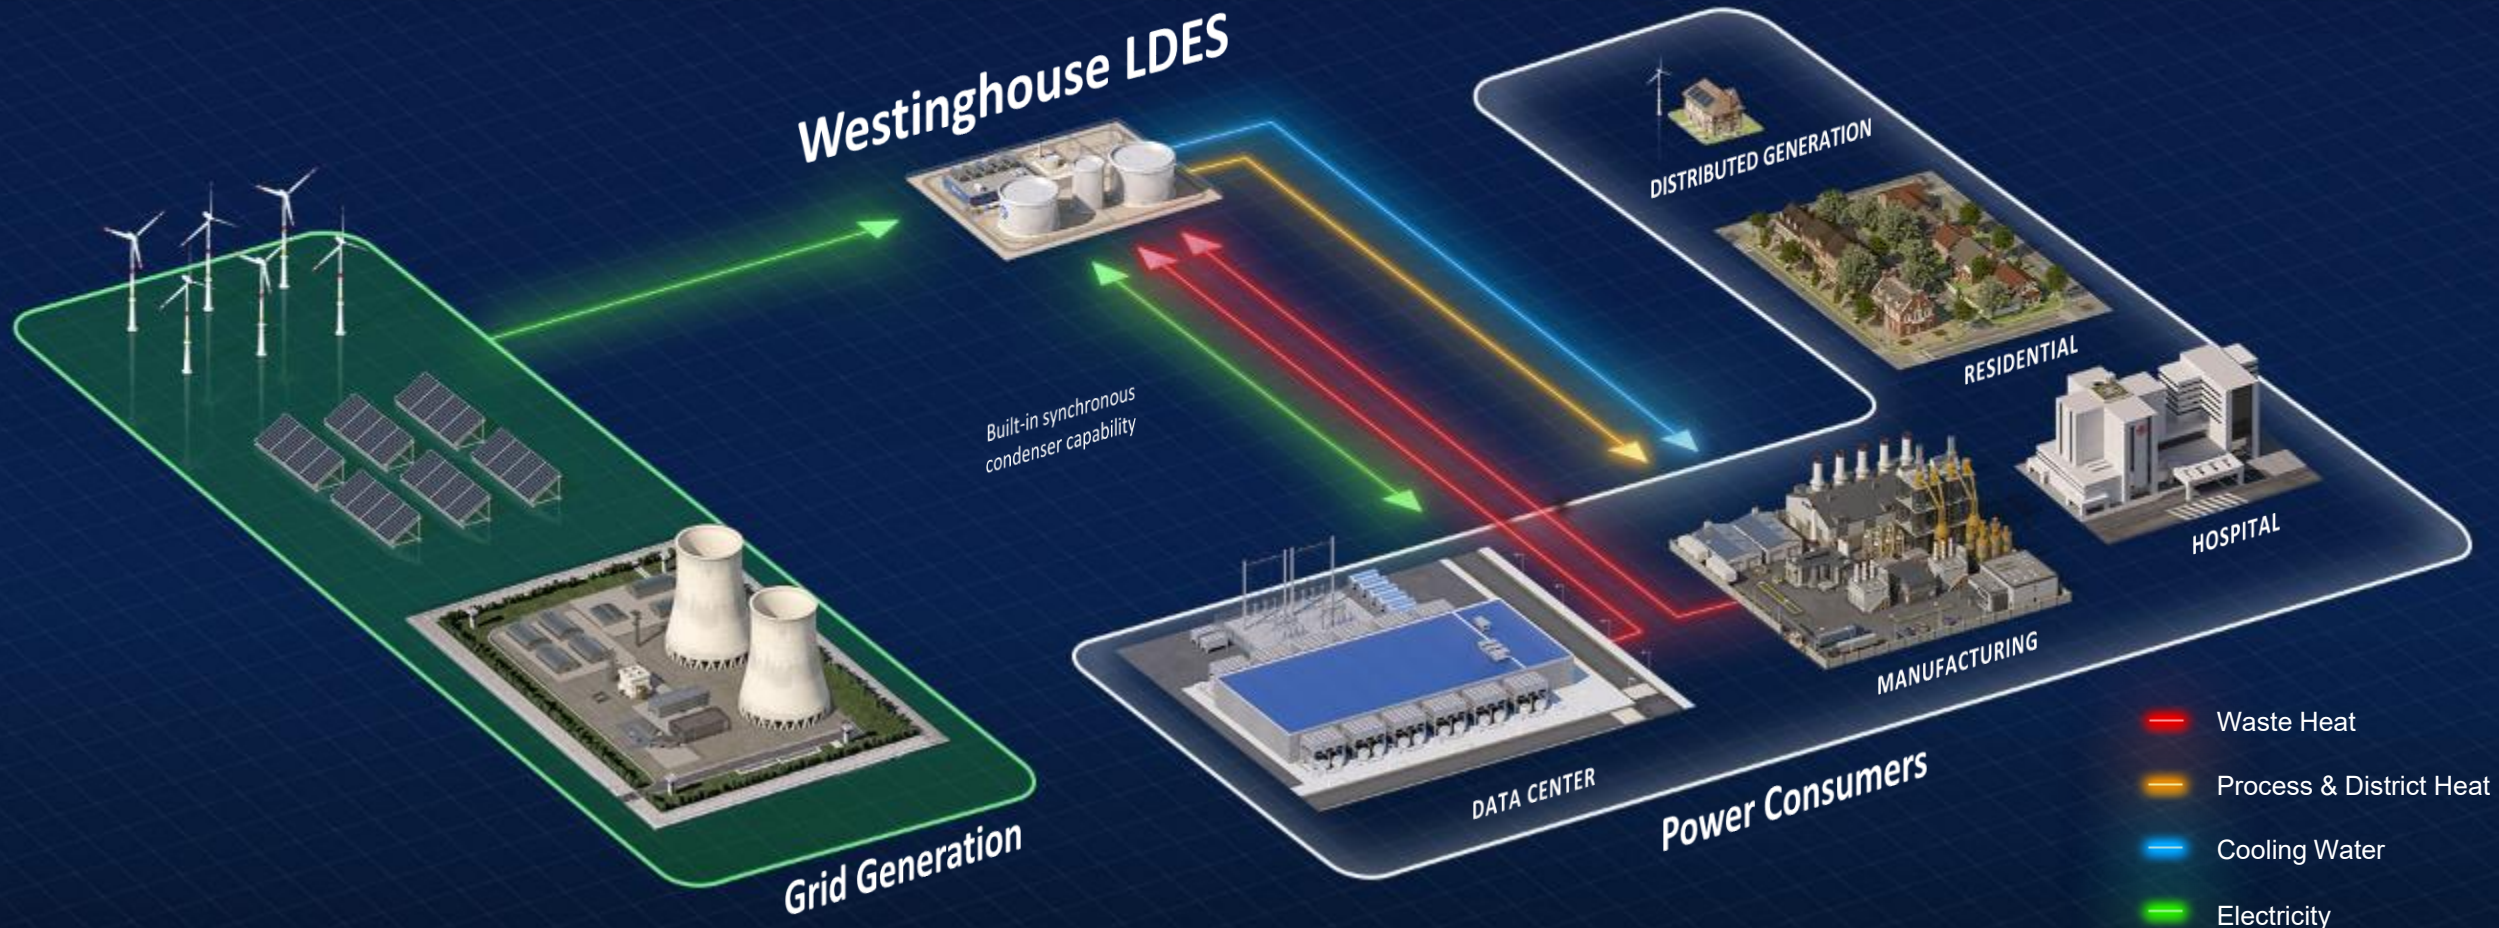 Westinghouse LDES
DISTRIBUTED GENERATION
RESIDENTIAL
Built-in synchronous
condenser capability
HOSPITAL
MANUFACTURING
DATA CENTER
Power Consumers
Grid Generation
Waste Heat
Process & District Heat
Cooling Water
Electricity